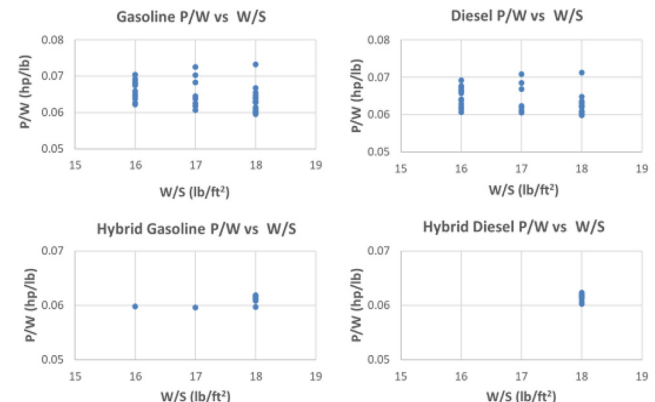 Gasoline P/W vs W/S
P/W (hp/lb)
0.08
0.07
0.06
0.05
15 16 17 18 19
W/S (lb/ft²)
Diesel P/W vs W/S
P/W (hp/lb)
0.08
0.07
0.06
0.05
15 16 17 18 19
W/S (lb/ft²)
Hybrid Gasoline P/W vs W/S
P/W (hp/lb)
0.07
0.06
0.05
15 16 17 18 19
W/S (lb/ft²)
Hybrid Diesel P/W vs W/S
P/W (hp/lb)
0.07
0.06
0.05
15 16 17 18 19
W/S (lb/ft²)